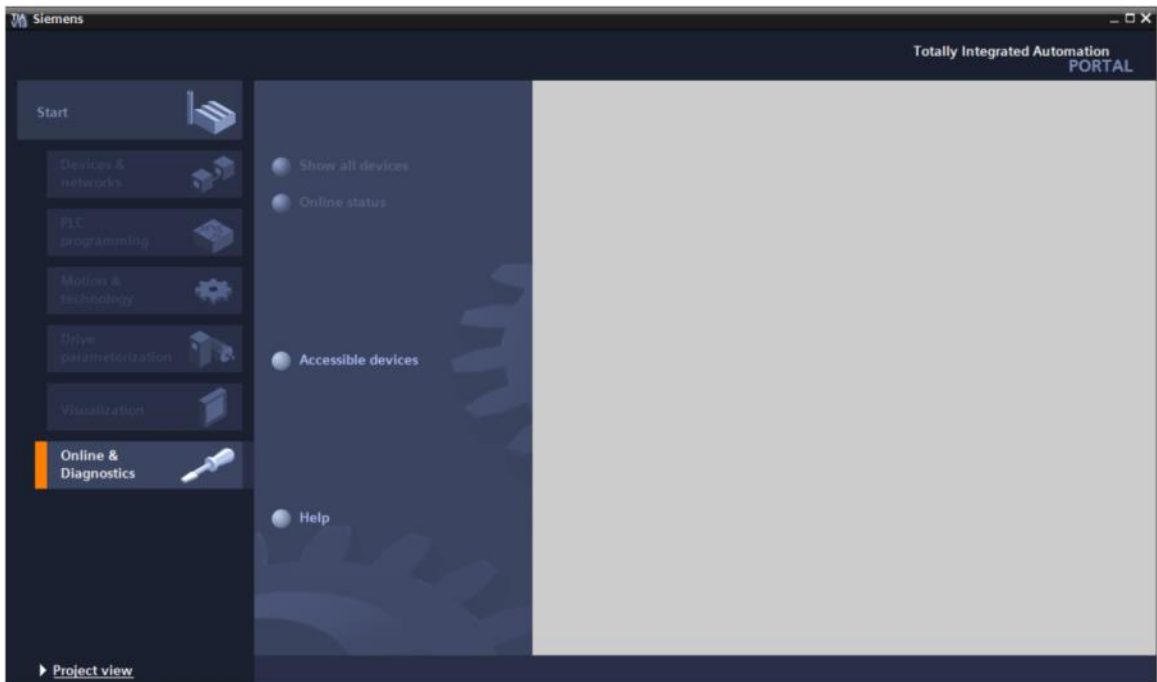 TIA Siemens
Totally Integrated Automation
PORTAL
Start
Devices &
networks
PLC
programming
Motion &
technology
Drive
parameterization
Visualization
Online &
Diagnostics
Show all devices
Online status
Accessible devices
Help
Project view